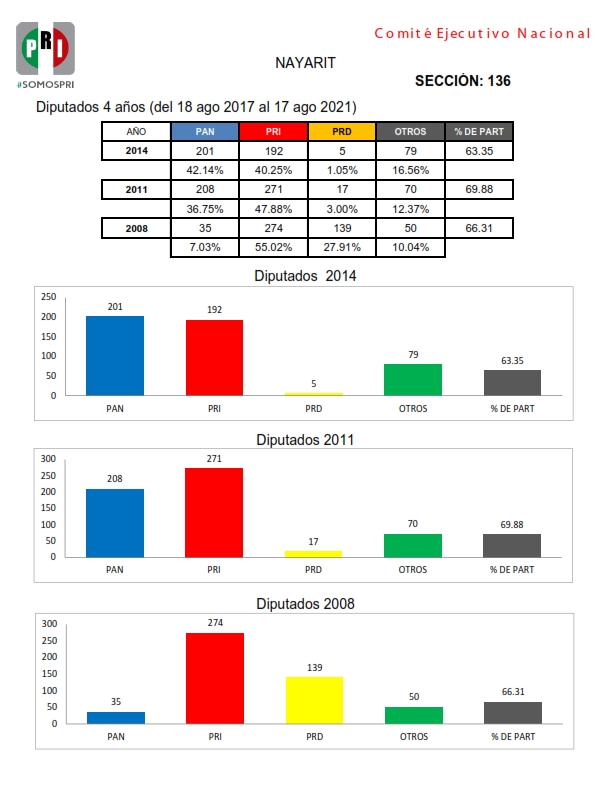 Comité Ejecutivo Nacional
PRI
#SOMOSPRI
NAYARIT
SECCIÓN: 136
Diputados 4 años (del 18 ago 2017 al 17 ago 2021)
AÑO PAN PRI PRD OTROS % DE PART
2014 201 192 5 79 63.35
42.14% 40.25% 1.05% 16.56%
2011 208 271 17 70 69.88
36.75% 47.88% 3.00% 12.37%
2008 35 274 139 50 66.31
7.03% 55.02% 27.91% 10.04%
Diputados 2014
250
200
150
100
50
0
201 192 5 79 63.35
PAN PRI PRD OTROS % DE PART
Diputados 2011
300
250
200
150
100
50
0
208 271 17 70 69.88
PAN PRI PRD OTROS % DE PART
Diputados 2008
300
250
200
150
100
50
0
35 274 139 50 66.31
PAN PRI PRD OTROS % DE PART